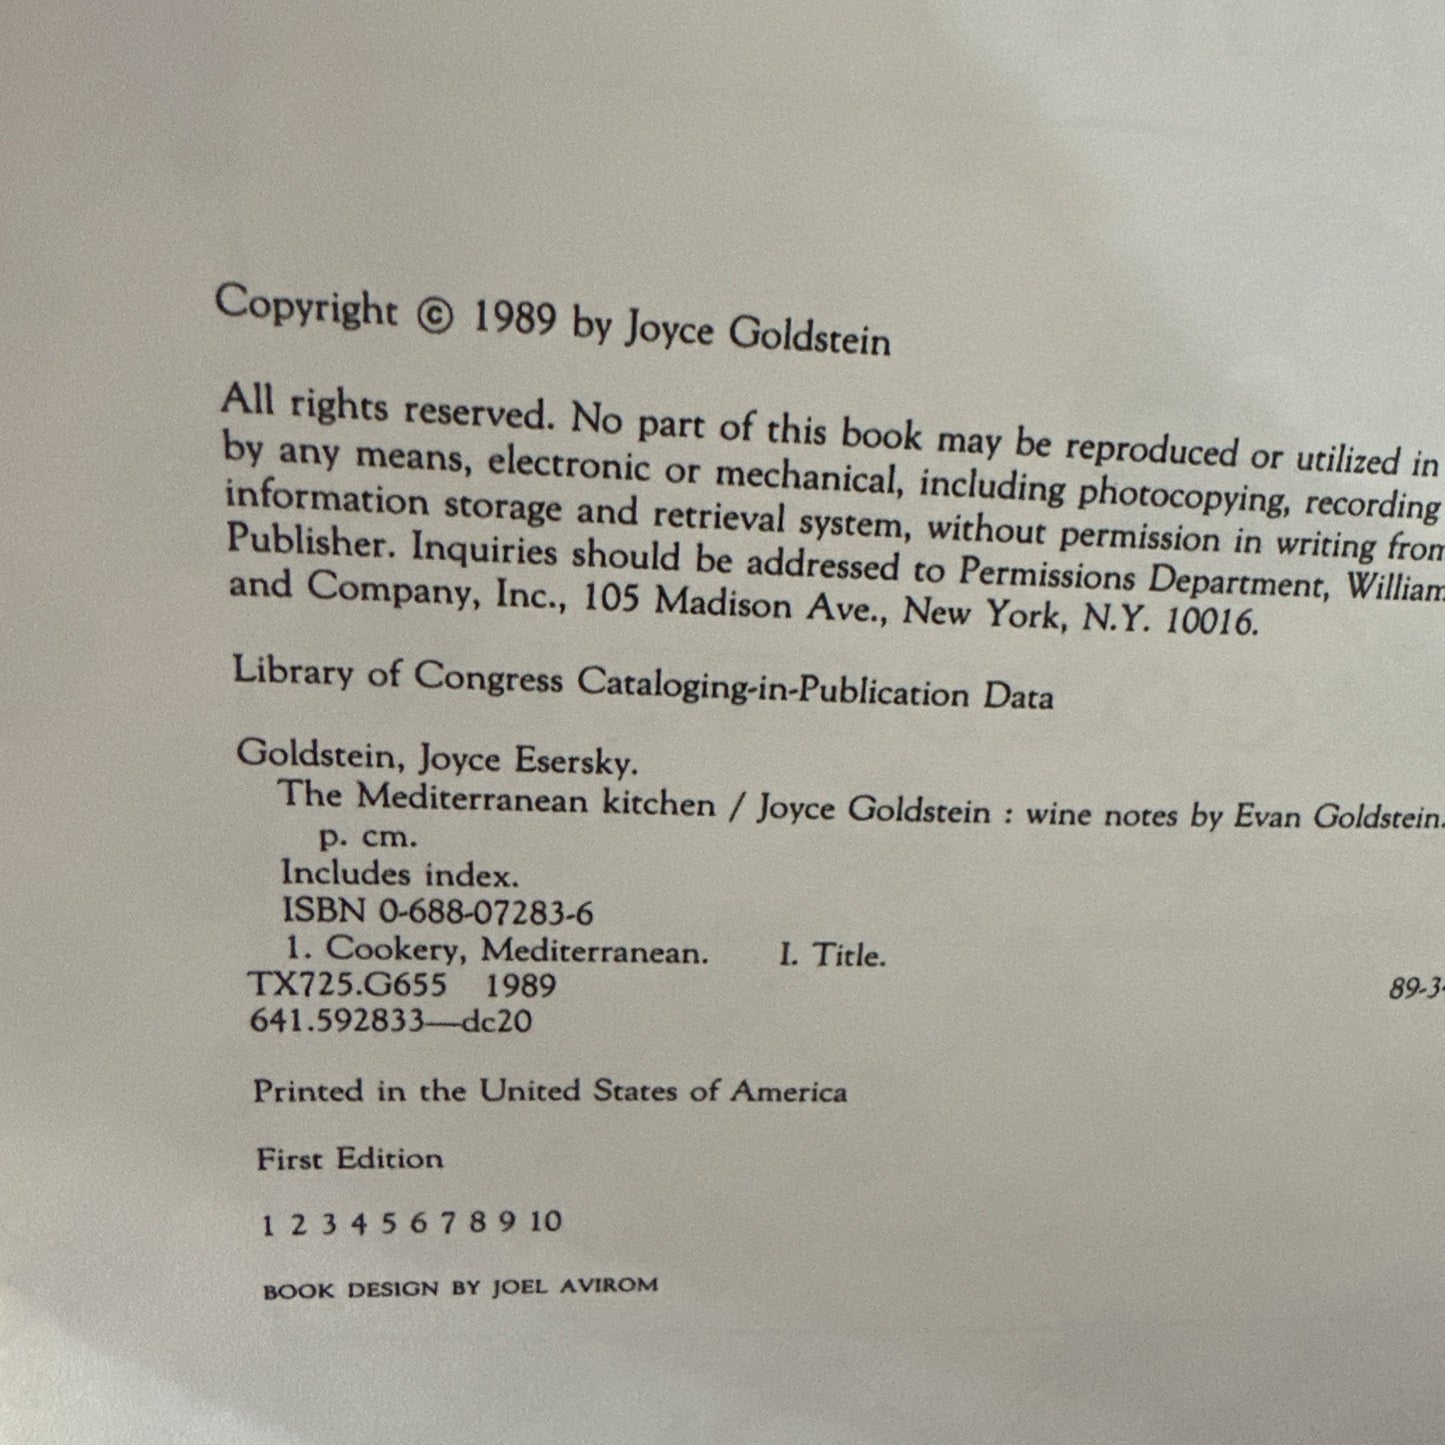 Copyright © 1989 by Joyce Goldstein
All rights reserved. No part of this book may be reproduced or utilized in
by any means, electronic or mechanical, including photocopying, recording
information storage and retrieval system, without permission in writing from
Publisher. Inquiries should be addressed to Permissions Department, William
and Company, Inc., 105 Madison Ave., New York, N.Y. 10016.
Library of Congress Cataloging-in-Publication Data
Goldstein, Joyce Esersky.
The Mediterranean kitchen / Joyce Goldstein : wine notes by Evan Goldstein.
p. cm.
Includes index.
ISBN 0-688-07283-6
1. Cookery, Mediterranean. I. Title.
TX725.G655 1989
89-3
641.592833—dc20
Printed in the United States of America
First Edition
1 2 3 4 5 6 7 8 9 10
BOOK DESIGN BY JOEL AVIROM